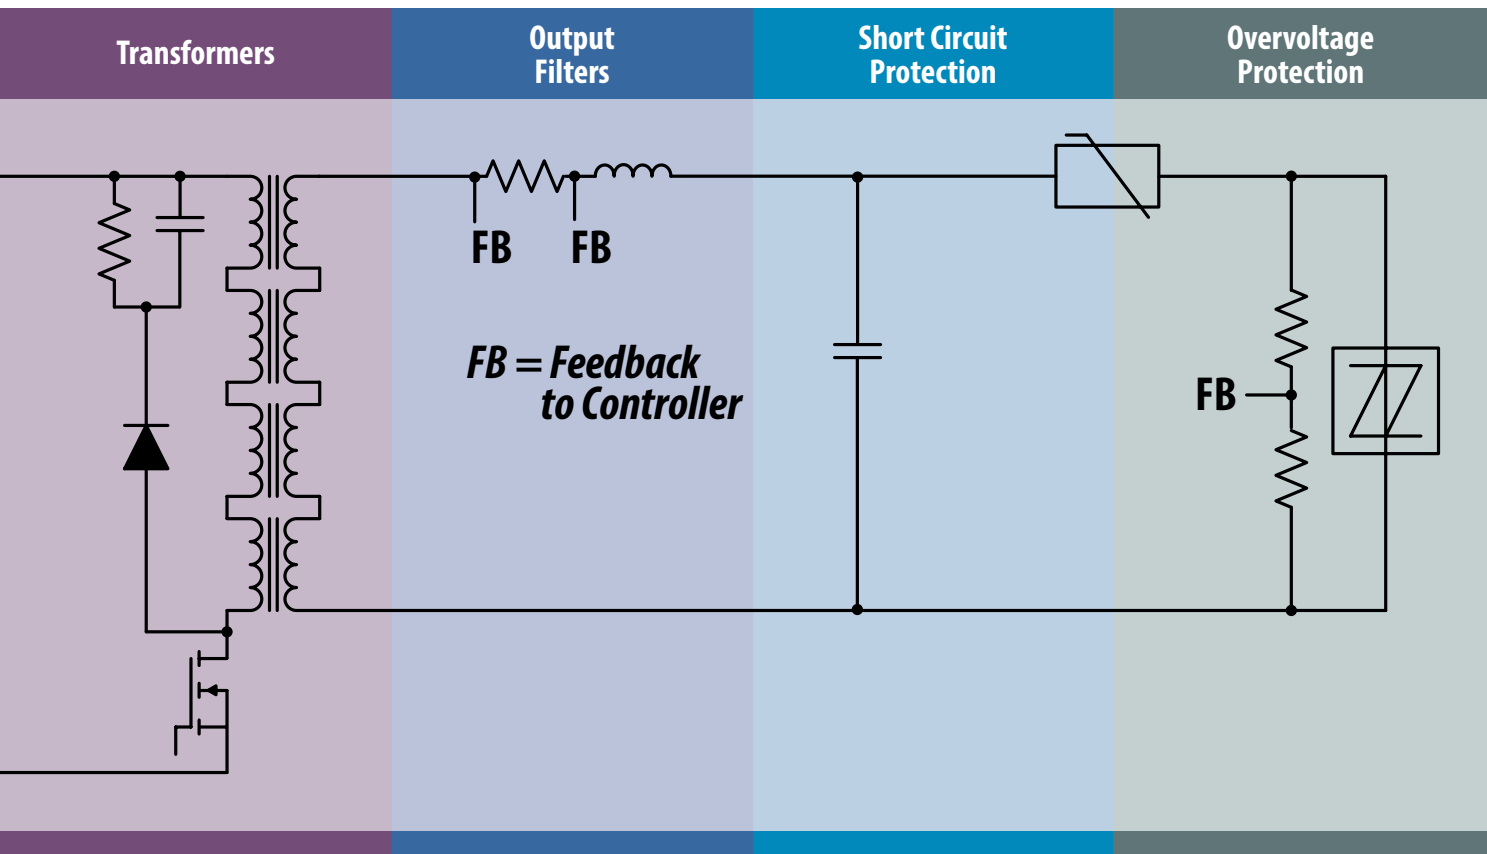 Transformers
Output
Filters
Short Circuit
Protection
Overvoltage
Protection
FB FB
FB = Feedback
to Controller
FB